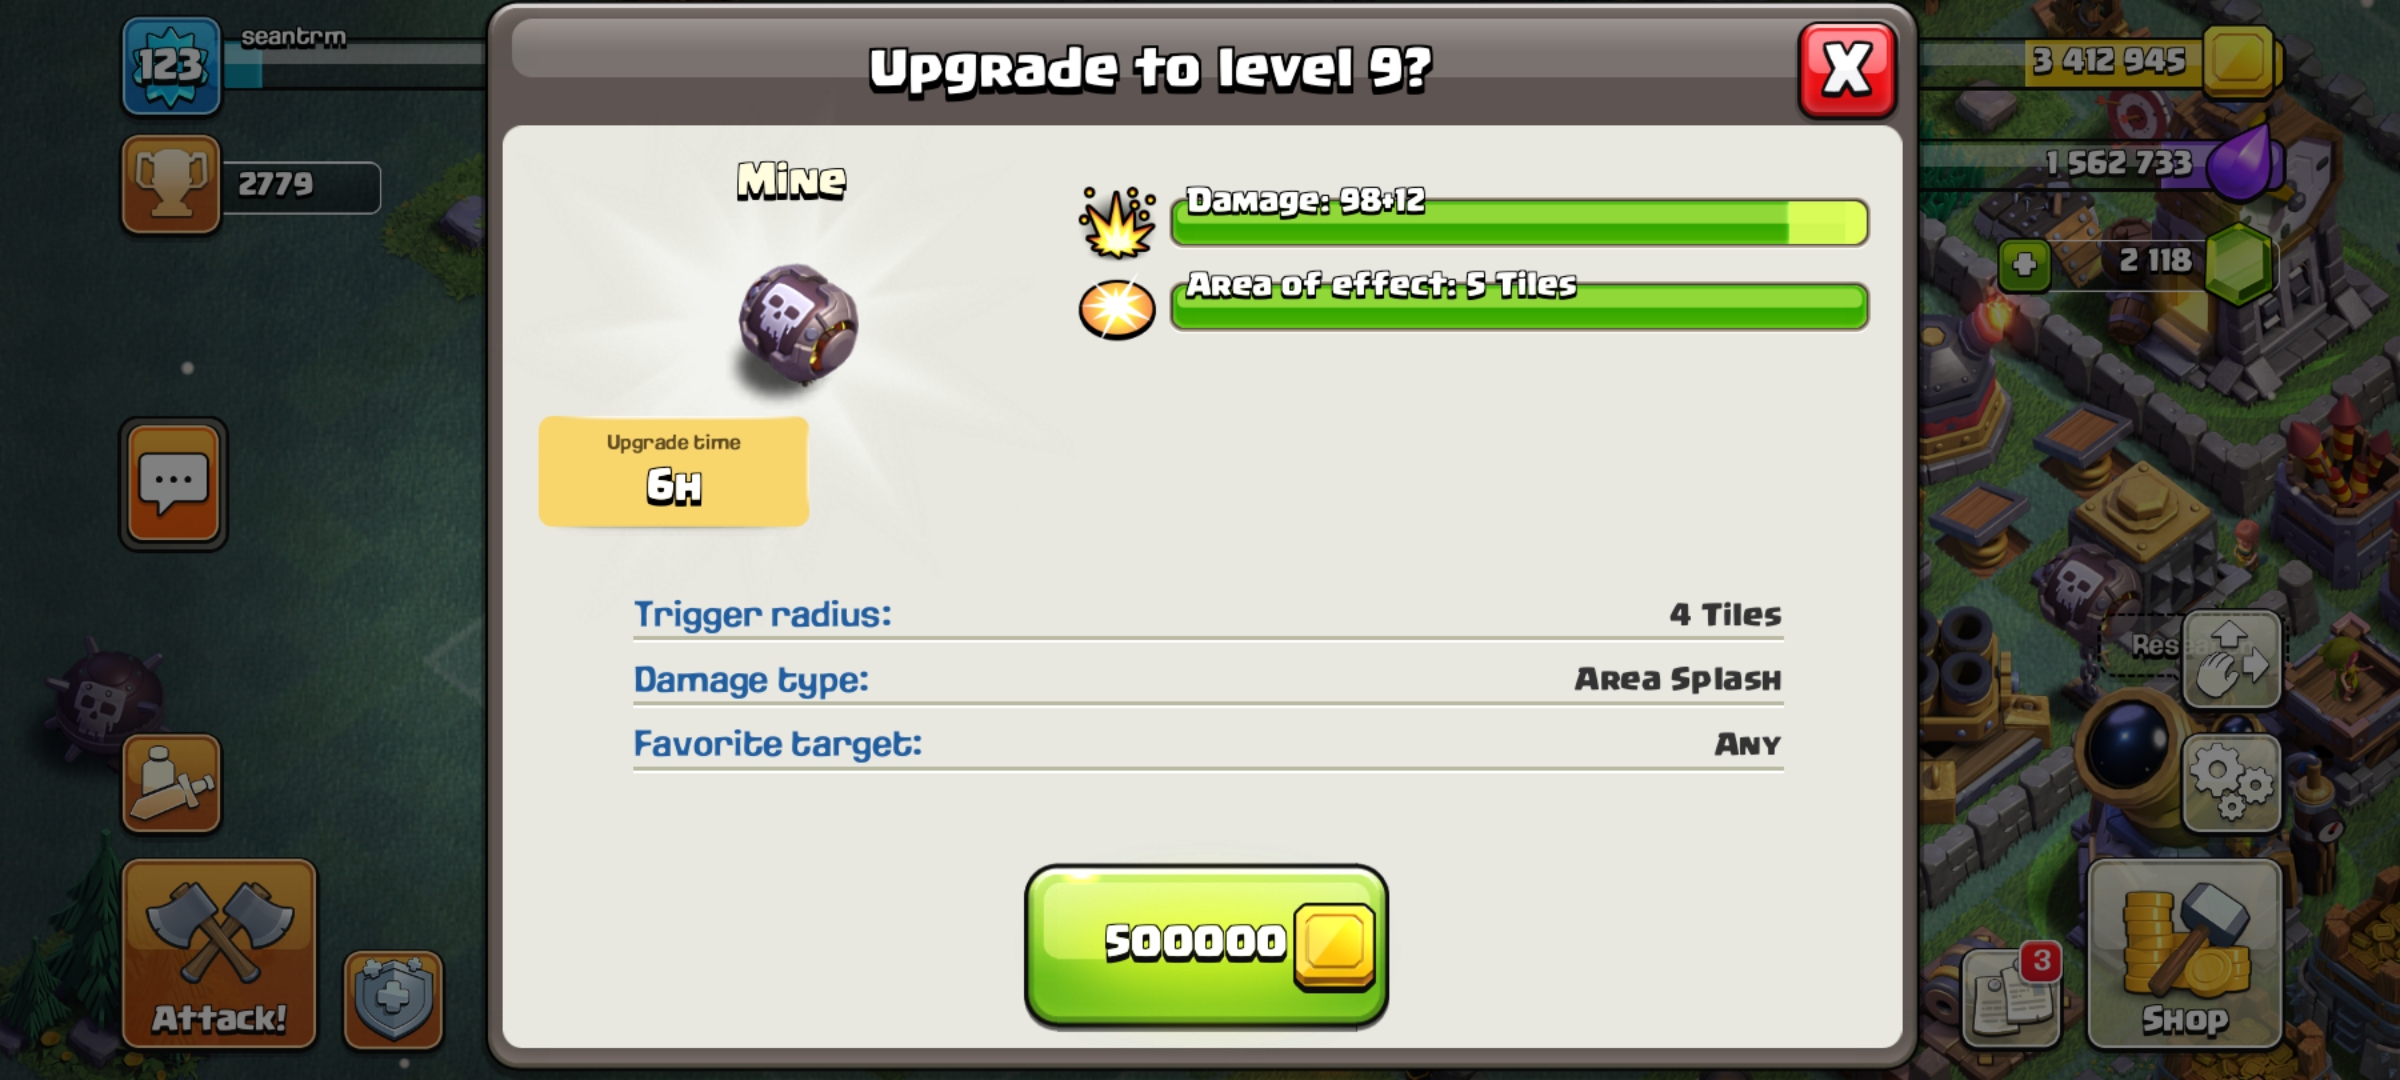 123
seantrm
2779
Upgrade to level 9?
X
3 412 945
1 562 733
2 118
Mine
Damage: 98+12
Area of effect: 5 Tiles
Upgrade time
6H
Trigger radius: 4 Tiles
Damage type: Area Splash
Favorite target: Any
500000
Attack!
3
Shop